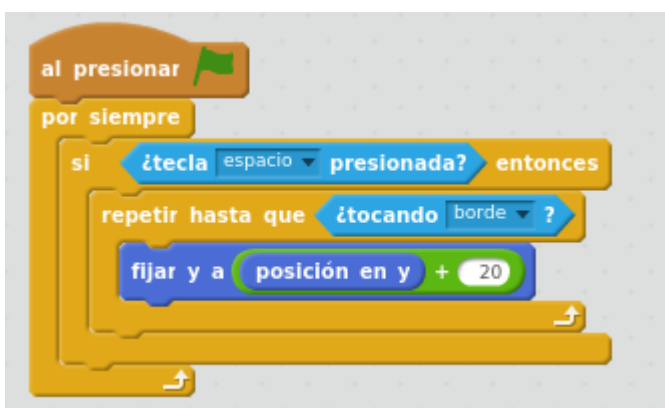 al presionar
por siempre
si ¿tecla espacio presionada? entonces
repetir hasta que ¿tocando borde ?
fijar y a posición en y + 20